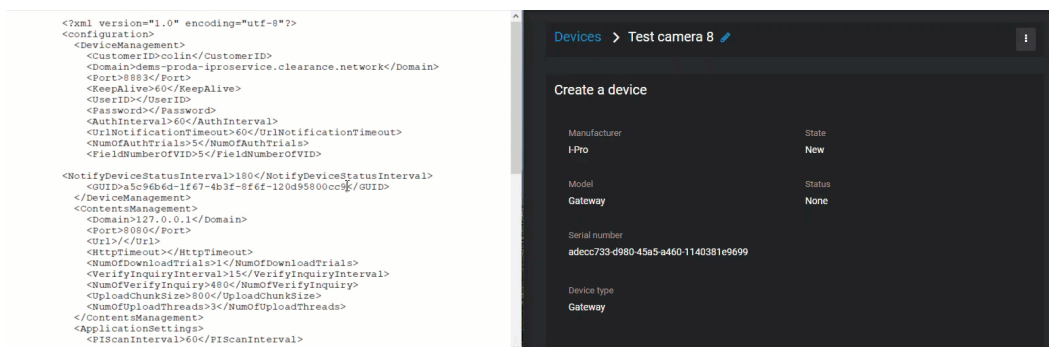 <?xml version="1.0" encoding="utf-8"?>
<configuration>
<DeviceManagement>
<CustomerID>colin</CustomerID>
<Domain>dems-proda-iproservice.clearance.network</Domain>
<Port>8883</Port>
<KeepAlive>60</KeepAlive>
<UserID></UserID>
<Password></Password>
<AuthInterval>60</AuthInterval>
<UrlNotificationTimeout>60</UrlNotificationTimeout>
<NumOfAuthTrials>5</NumOfAuthTrials>
<FieldNumberOfVID>5</FieldNumberOfVID>
<NotifyDeviceStatusInterval>180</NotifyDeviceStatusInterval>
<GUID>a5c96b6d-1f67-4b3f-8f6f-120d95800cc9</GUID>
</DeviceManagement>
<ContentsManagement>
<Domain>127.0.0.1</Domain>
<Port>8080</Port>
<Url>/</Url>
<HttpTimeout></HttpTimeout>
<NumOfDownloadTrials>1</NumOfDownloadTrials>
<VerifyInquiryInterval>15</VerifyInquiryInterval>
<NumOfVerifyInquiry>480</NumOfVerifyInquiry>
<UploadChunkSize>800</UploadChunkSize>
<NumOfUploadThreads>3</NumOfUploadThreads>
</ContentsManagement>
<ApplicationSettings>
<PIScanInterval>60</PIScanInterval>
Devices > Test camera 8
Create a device
Manufacturer
I-Pro
State
New
Model
Gateway
Status
None
Serial number
adecc733-d980-45a5-a460-1140381e9699
Device type
Gateway